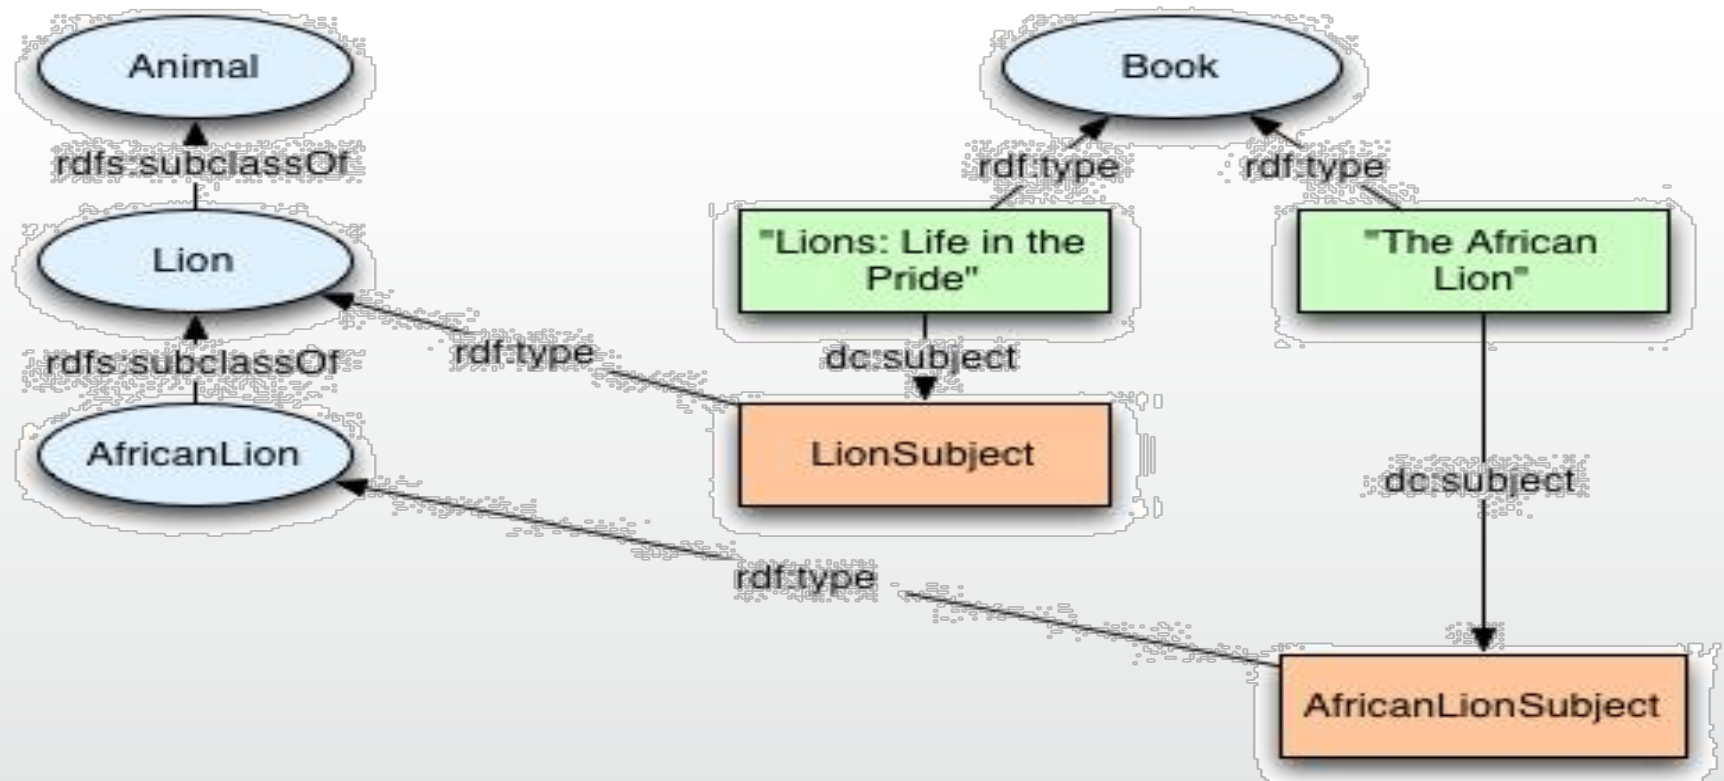 Animal
Book
rdfs:subclassOf
rdf:type
rdf:type
Lion
"Lions: Life in the
Pride"
"The African
Lion"
rdfs:subclassOf
rdf:type
dc:subject
AfricanLion
LionSubject
dc:subject
rdf:type
AfricanLionSubject